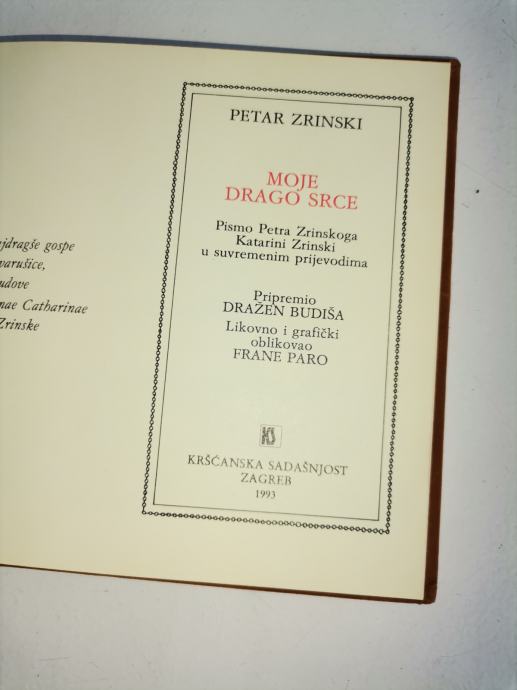 jdragše gospe
varušice,
udove
nae Catharinae
Zrinske
PETAR ZRINSKI
MOJE
DRAGO SRCE
Pismo Petra Zrinskoga
Katarini Zrinski
u suvremenim prijevodima
Pripremio
DRAŽEN BUDIŠA
Likovno i grafički
oblikovao
FRANE PARO
KS
KRŠĆANSKA SADAŠNJOST
ZAGREB
1993